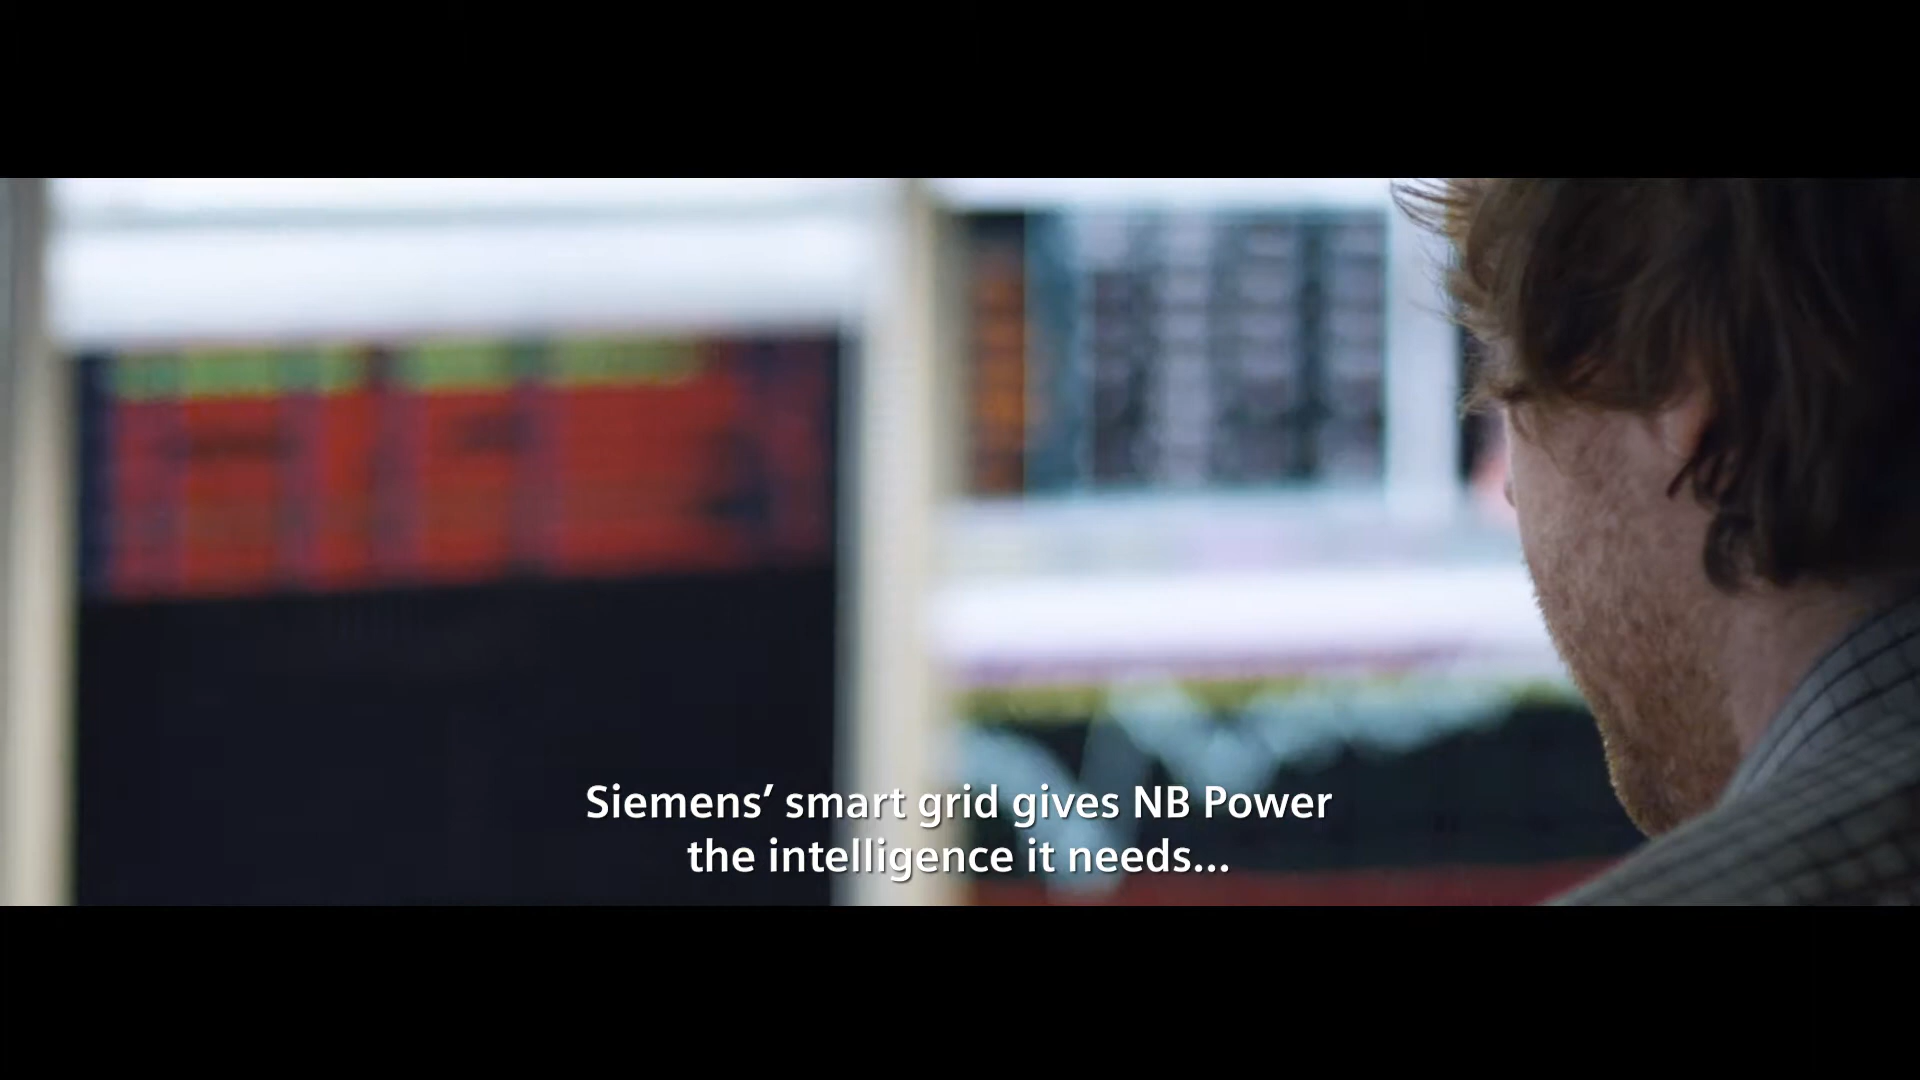 Siemens’ smart grid gives NB Power
the intelligence it needs...